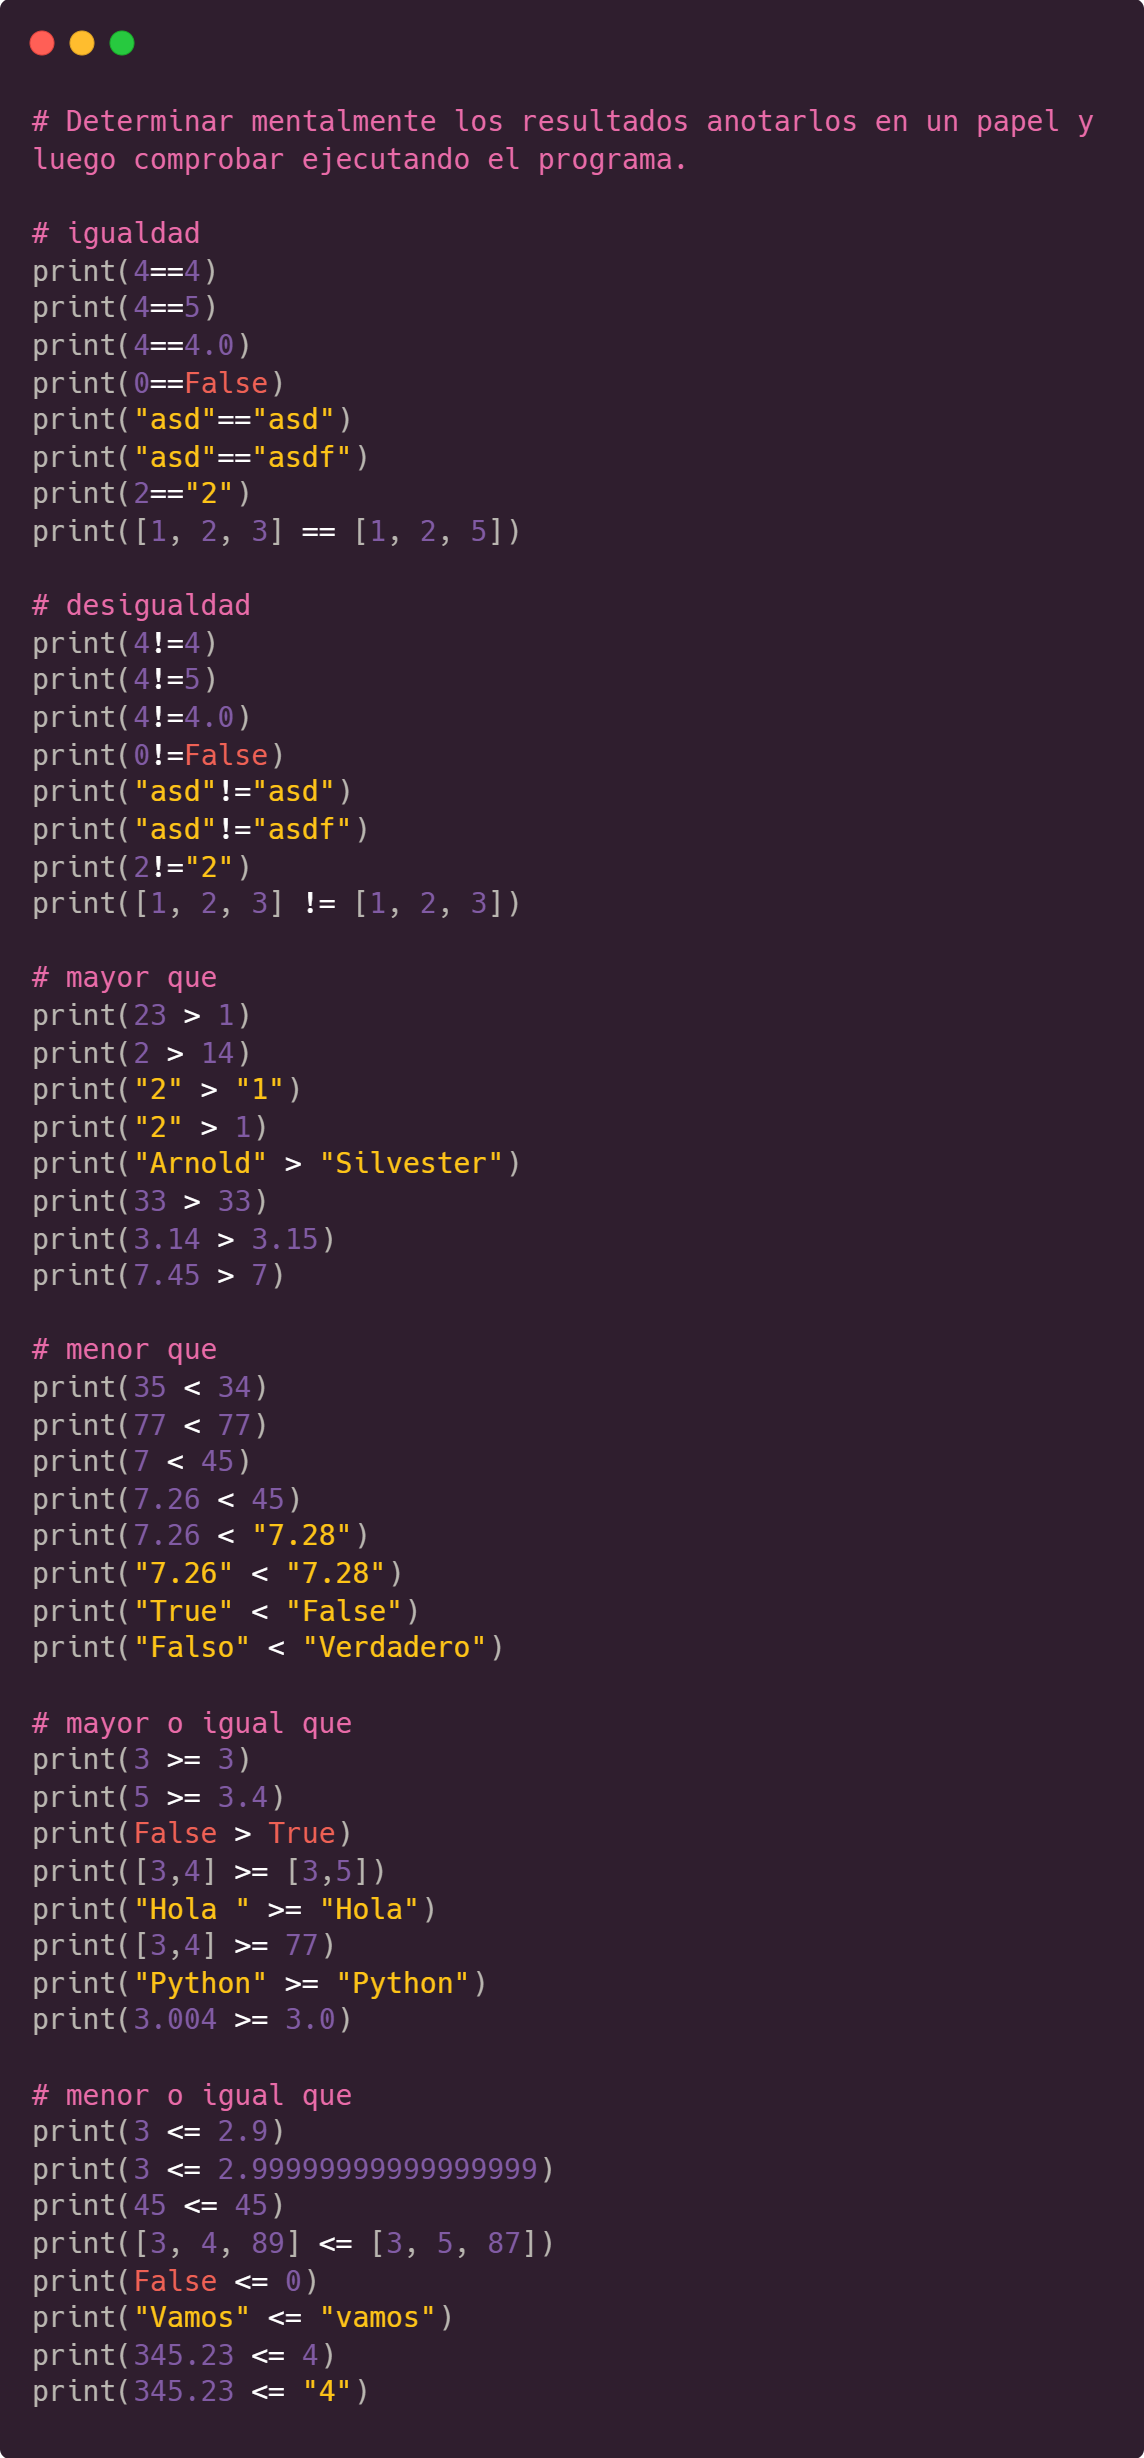 # Determinar mentalmente los resultados anotarlos en un papel y
luego comprobar ejecutando el programa.
# igualdad
print(4==4)
print(4==5)
print(4==4.0)
print(0==False)
print("asd"=="asd")
print("asd"=="asdf")
print(2=="2")
print([1, 2, 3] == [1, 2, 5])
# desigualdad
print(4!=4)
print(4!=5)
print(4!=4.0)
print(0!=False)
print("asd"!="asd")
print("asd"!="asdf")
print(2!="2")
print([1, 2, 3] != [1, 2, 3])
# mayor que
print(23 > 1)
print(2 > 14)
print("2" > "1")
print("2" > 1)
print("Arnold" > "Silvester")
print(33 > 33)
print(3.14 > 3.15)
print(7.45 > 7)
# menor que
print(35 < 34)
print(77 < 77)
print(7 < 45)
print(7.26 < 45)
print(7.26 < "7.28")
print("7.26" < "7.28")
print("True" < "False")
print("Falso" < "Verdadero")
# mayor o igual que
print(3 >= 3)
print(5 >= 3.4)
print(False > True)
print([3,4] >= [3,5])
print("Hola " >= "Hola")
print([3,4] >= 77)
print("Python" >= "Python")
print(3.004 >= 3.0)
# menor o igual que
print(3 <= 2.9)
print(3 <= 2.99999999999999999)
print(45 <= 45)
print([3, 4, 89] <= [3, 5, 87])
print(False <= 0)
print("Vamos" <= "vamos")
print(345.23 <= 4)
print(345.23 <= "4")